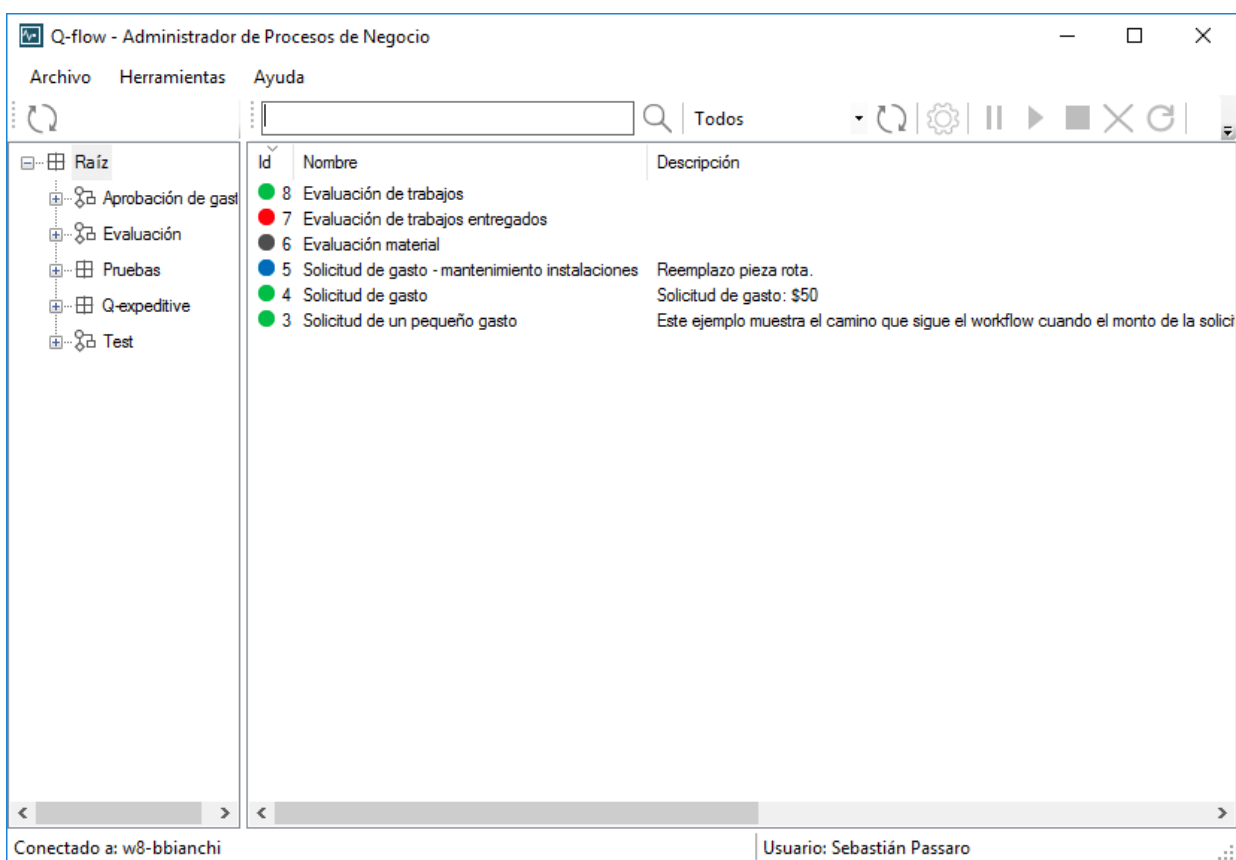 Q-flow - Administrador de Procesos de Negocio
Archivo Herramientas Ayuda
Todos
Raíz
Aprobación de gast
Evaluación
Pruebas
Q-expeditive
Test
Id Nombre Descripción
8 Evaluación de trabajos
7 Evaluación de trabajos entregados
6 Evaluación material
5 Solicitud de gasto - mantenimiento instalaciones Reemplazo pieza rota.
4 Solicitud de gasto Solicitud de gasto: $50
3 Solicitud de un pequeño gasto Este ejemplo muestra el camino que sigue el workflow cuando el monto de la solici
Conectado a: w8-bbianchi Usuario: Sebastián Passaro